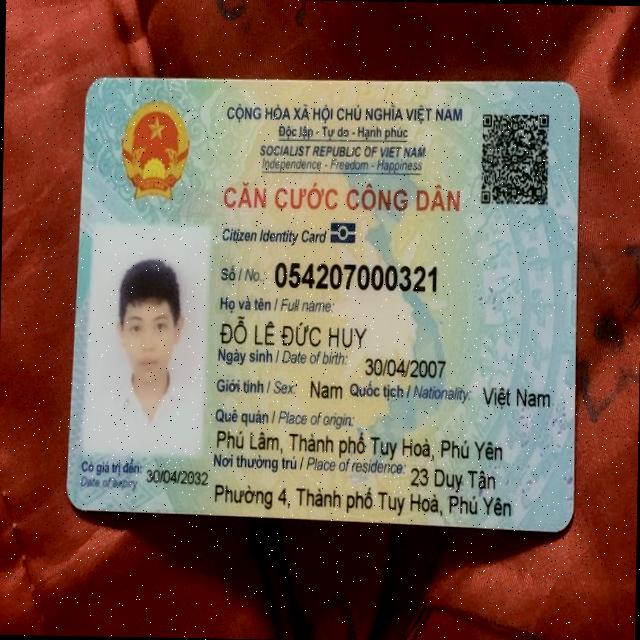 CỘNG HÒA XÃ HỘI CHỦ NGHĨA VIỆT NAM
Độc lập - Tự do - Hạnh phúc
SOCIALIST REPUBLIC OF VIET NAM
Independence - Freedom - Happiness
CĂN CƯỚC CÔNG DÂN
Citizen Identity Card
Số / No.: 054207000321
Họ và tên / Full name:
ĐỖ LÊ ĐỨC HUY
Ngày sinh / Date of birth: 30/04/2007
Giới tính / Sex: Nam Quốc tịch / Nationality: Việt Nam
Quê quán / Place of origin:
Phú Lâm, Thành phố Tuy Hoà, Phú Yên
Nơi thường trú / Place of residence: 23 Duy Tân
Phường 4, Thành phố Tuy Hoà, Phú Yên
Có giá trị đến: 30/04/2032
Date of expiry